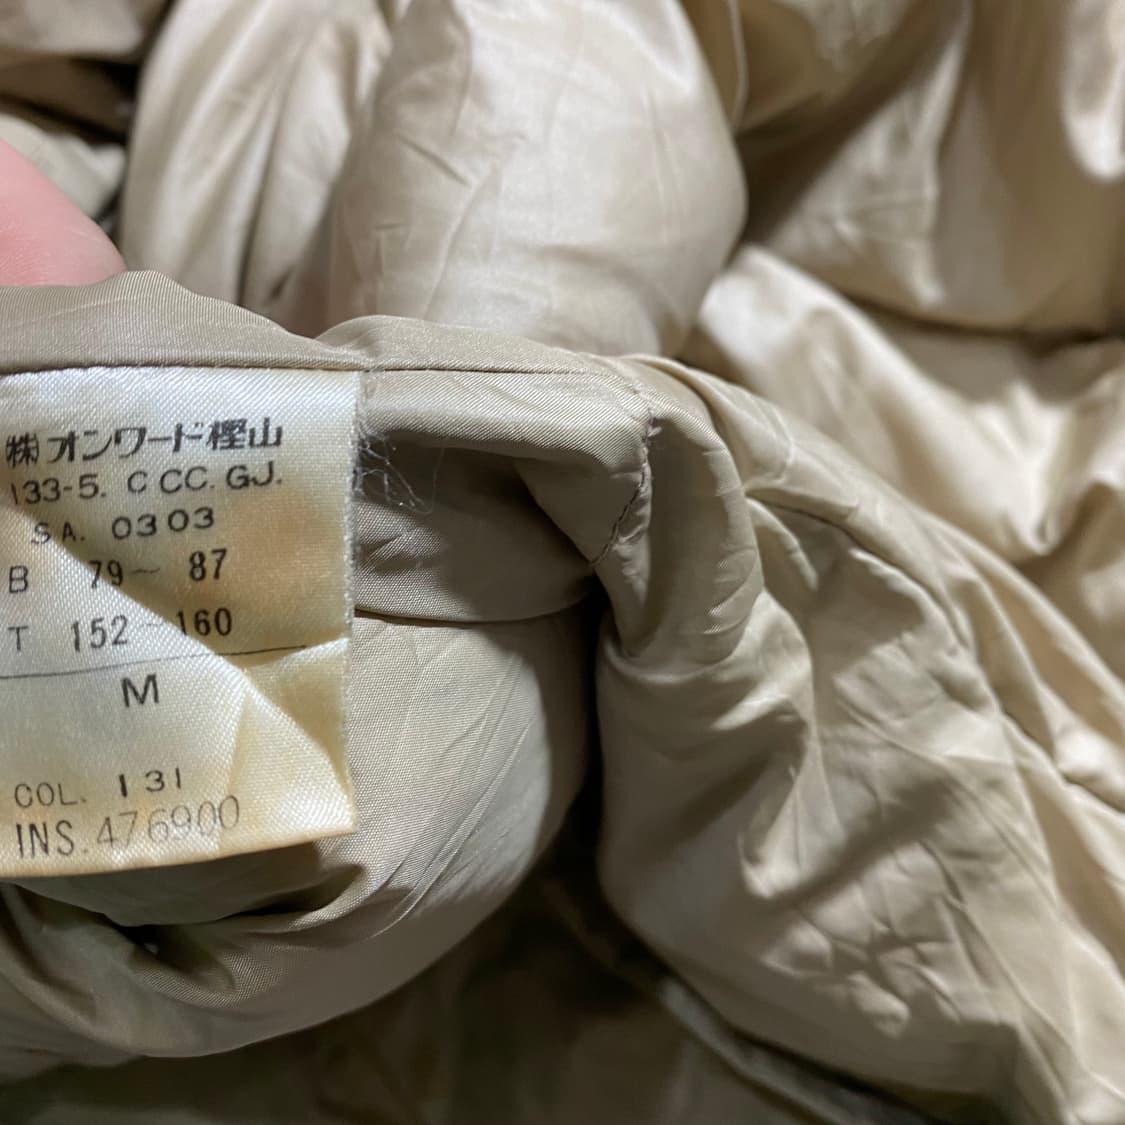 (株)オンワード樫山
133-5. C CC. GJ.
SA. 0303
B 79~ 87
T 152~160
M
COL. 131
INS. 476900